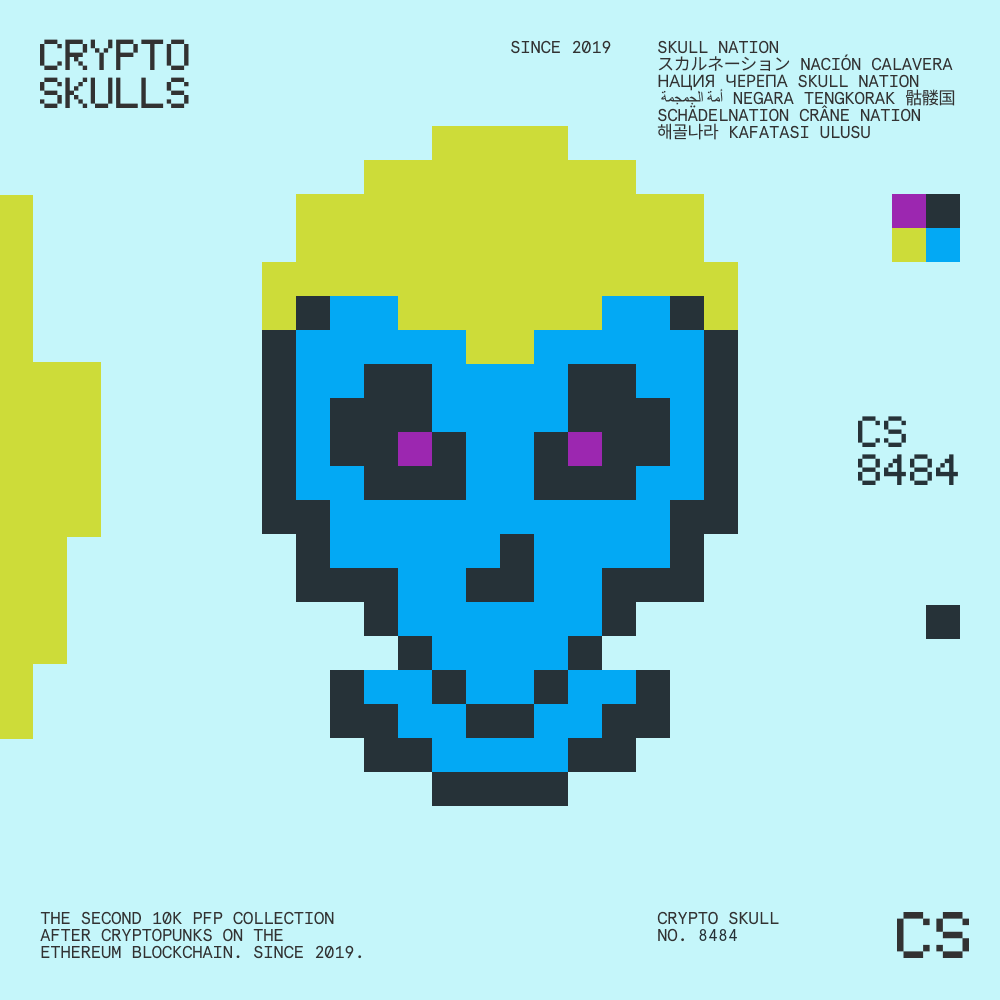 CRYPTO
SKULLS
SINCE 2019
SKULL NATION
スカルネーション NACIÓN CALAVERA
НАЦИЯ ЧЕРЕПА SKULL NATION
أمة الجمجمة NEGARA TENGKORAK 骷髅国
SCHÄDELNATION CRÂNE NATION
해골나라 KAFATASI ULUSU
CS
8484
THE SECOND 10K PFP COLLECTION
AFTER CRYPTOPUNKS ON THE
ETHEREUM BLOCKCHAIN. SINCE 2019.
CRYPTO SKULL
NO. 8484
CS